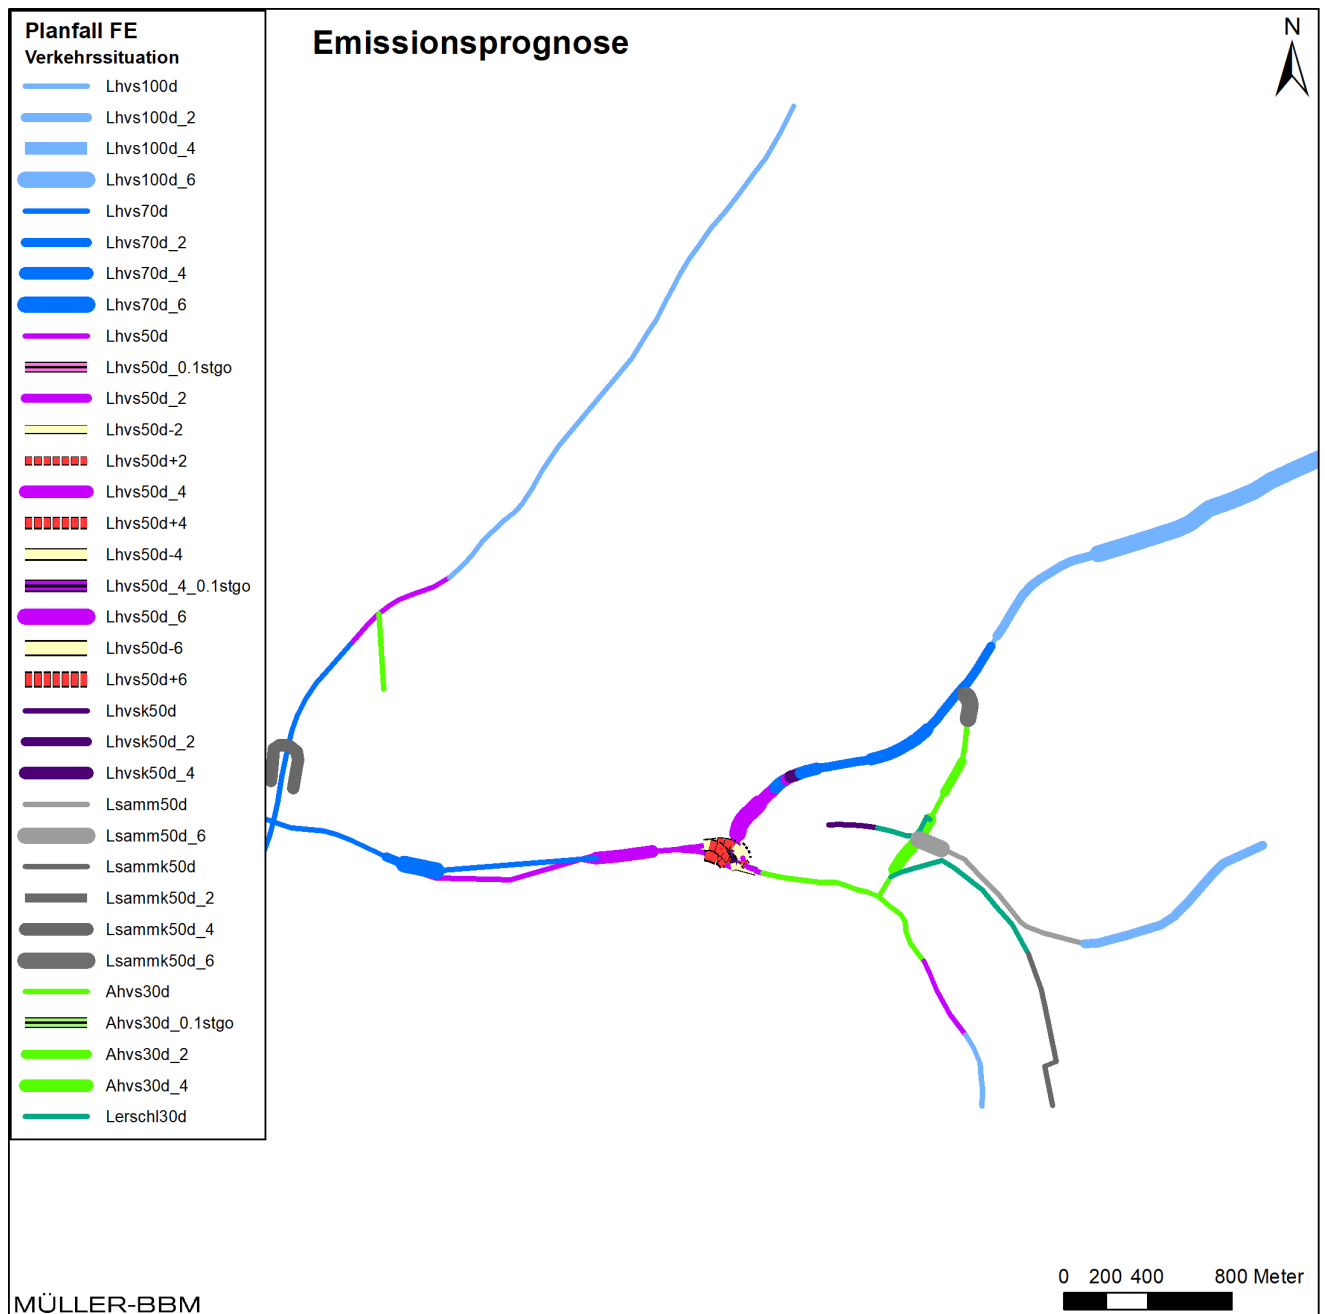 Planfall FE
Verkehrssituation
Lhvs100d
Lhvs100d_2
Lhvs100d_4
Lhvs100d_6
Lhvs70d
Lhvs70d_2
Lhvs70d_4
Lhvs70d_6
Lhvs50d
Lhvs50d_0.1stgo
Lhvs50d_2
Lhvs50d-2
Lhvs50d+2
Lhvs50d_4
Lhvs50d+4
Lhvs50d-4
Lhvs50d_4_0.1stgo
Lhvs50d_6
Lhvs50d-6
Lhvs50d+6
Lhvsk50d
Lhvsk50d_2
Lhvsk50d_4
Lsamm50d
Lsamm50d_6
Lsammk50d
Lsammk50d_2
Lsammk50d_4
Lsammk50d_6
Ahvs30d
Ahvs30d_0.1stgo
Ahvs30d_2
Ahvs30d_4
Lerschl30d
Emissionsprognose
N
0 200 400 800 Meter
MÜLLER-BBM